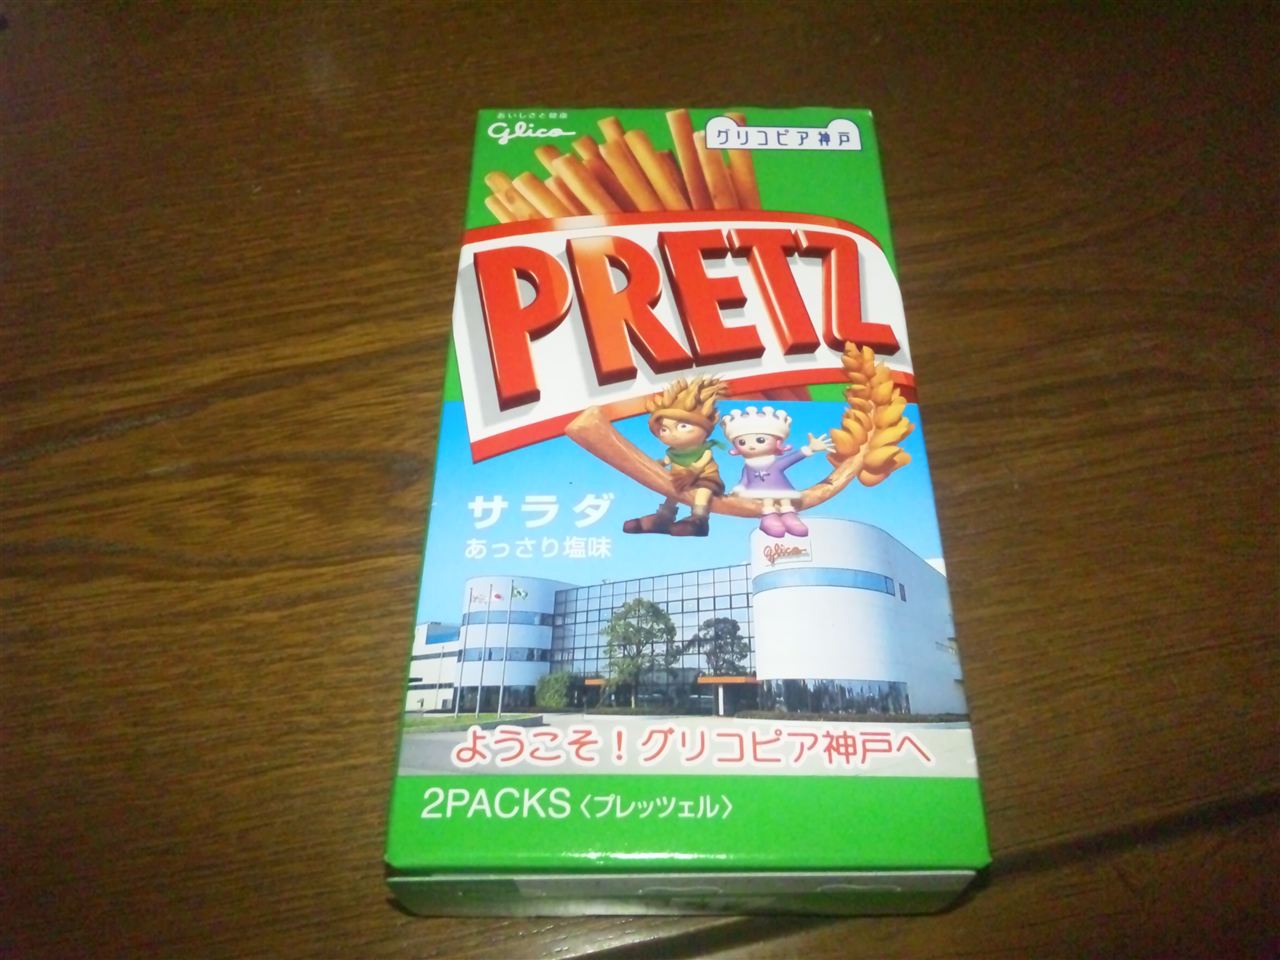 おいしさと健康
glico
グリコピア神戸
PRETZ
サラダ
あっさり塩味
glico
ようこそ！グリコピア神戸へ
2PACKS〈プレッツェル〉